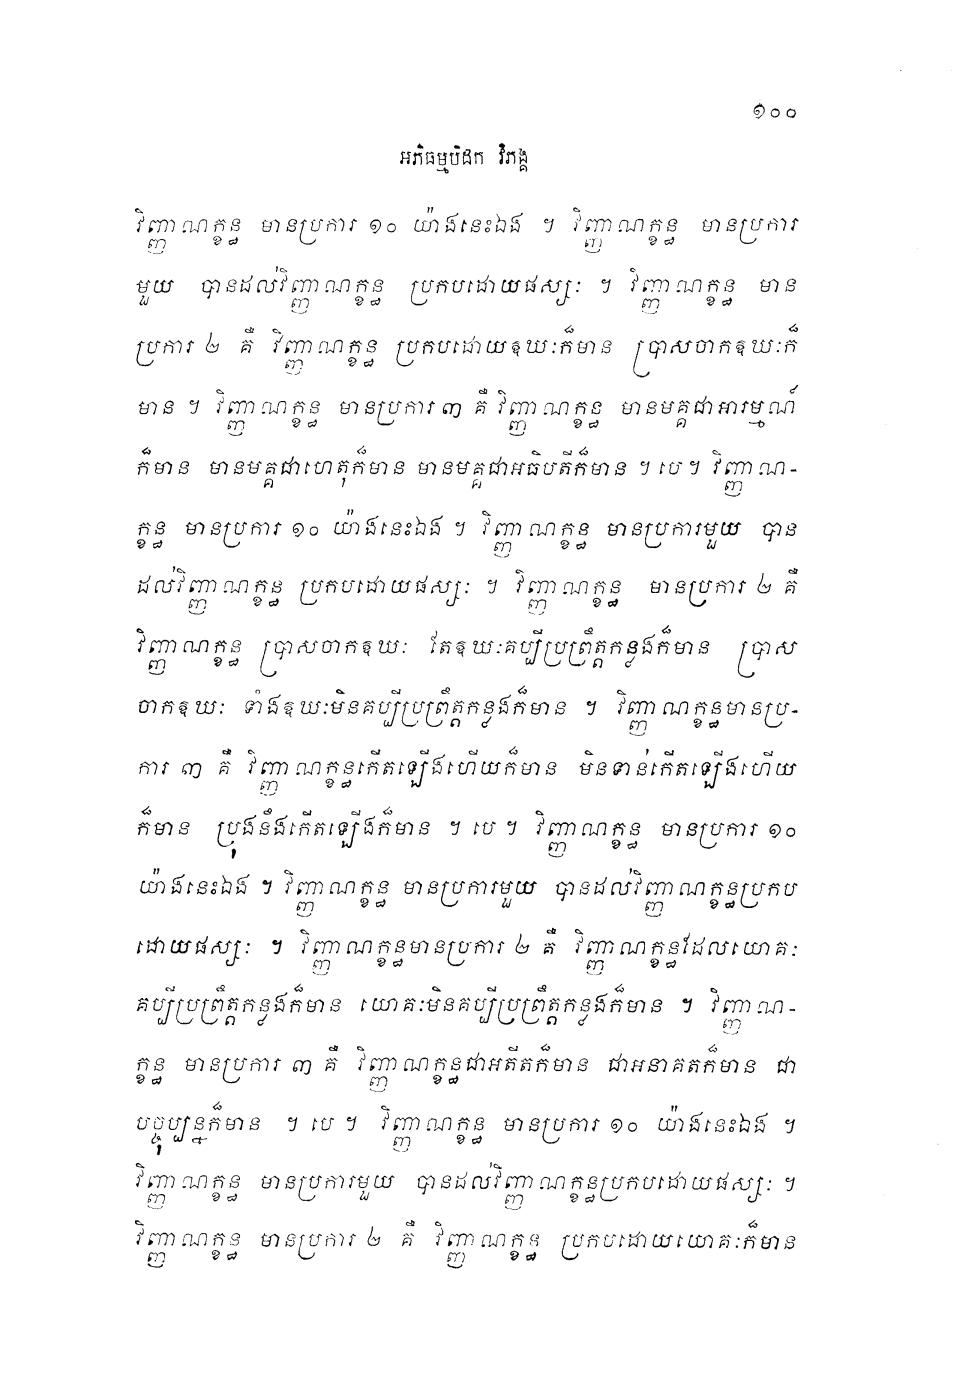 ១០០
អភិធម្មបិដក វិភង្គ
វិញ្ញាណក្ខន្ធ មានប្រការ ១០ យ៉ាងនេះឯង ។ វិញ្ញាណក្ខន្ធ មានប្រការ
មួយ បានដល់វិញ្ញាណក្ខន្ធ ប្រកបដោយផស្សៈ ។ វិញ្ញាណក្ខន្ធ មាន
ប្រការ ២ គឺ វិញ្ញាណក្ខន្ធ ប្រកបដោយឱឃៈក៏មាន ប្រាសចាកឱឃៈក៏
មាន ។ វិញ្ញាណក្ខន្ធ មានប្រការ ៣ គឺ វិញ្ញាណក្ខន្ធ មានមគ្គជាអារម្មណ៍
ក៏មាន មានមគ្គជាហេតុក៏មាន មានមគ្គជាអធិបតីក៏មាន ។ បេ ។ វិញ្ញាណ-
ក្ខន្ធ មានប្រការ ១០ យ៉ាងនេះឯង ។ វិញ្ញាណក្ខន្ធ មានប្រការមួយ បាន
ដល់វិញ្ញាណក្ខន្ធ ប្រកបដោយផស្សៈ ។ វិញ្ញាណក្ខន្ធ មានប្រការ ២ គឺ
វិញ្ញាណក្ខន្ធ ប្រាសចាកឱឃៈ តែឱឃៈគប្បីប្រព្រឹត្តកន្លងក៏មាន ប្រាស
ចាកឱឃៈ ទាំងឱឃៈមិនគប្បីប្រព្រឹត្តកន្លងក៏មាន ។ វិញ្ញាណក្ខន្ធមានប្រ-
ការ ៣ គឺ វិញ្ញាណក្ខន្ធកើតឡើងហើយក៏មាន មិនទាន់កើតឡើងហើយ
ក៏មាន ប្រុងនឹងកើតឡើងក៏មាន ។ បេ ។ វិញ្ញាណក្ខន្ធ មានប្រការ ១០
យ៉ាងនេះឯង ។ វិញ្ញាណក្ខន្ធ មានប្រការមួយ បានដល់វិញ្ញាណក្ខន្ធប្រកប
ដោយផស្សៈ ។ វិញ្ញាណក្ខន្ធមានប្រការ ២ គឺ វិញ្ញាណក្ខន្ធដែលយោគៈ
គប្បីប្រព្រឹត្តកន្លងក៏មាន យោគៈមិនគប្បីប្រព្រឹត្តកន្លងក៏មាន ។ វិញ្ញាណ-
ក្ខន្ធ មានប្រការ ៣ គឺ វិញ្ញាណក្ខន្ធជាអតីតក៏មាន ជាអនាគតក៏មាន ជា
បច្ចុប្បន្នក៏មាន ។ បេ ។ វិញ្ញាណក្ខន្ធ មានប្រការ ១០ យ៉ាងនេះឯង ។
វិញ្ញាណក្ខន្ធ មានប្រការមួយ បានដល់វិញ្ញាណក្ខន្ធប្រកបដោយផស្សៈ ។
វិញ្ញាណក្ខន្ធ មានប្រការ ២ គឺ វិញ្ញាណក្ខន្ធ ប្រកបដោយយោគៈក៏មាន